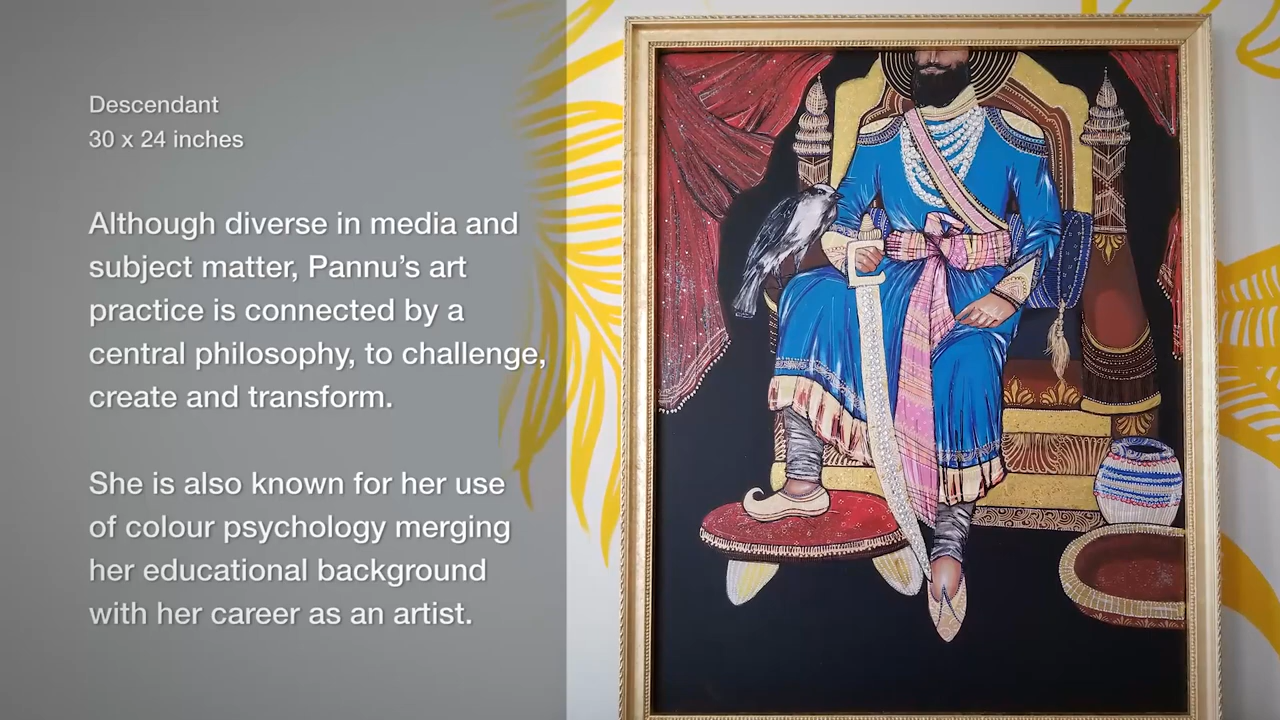 Descendant
30 x 24 inches
Although diverse in media and
subject matter, Pannu’s art
practice is connected by a
central philosophy, to challenge,
create and transform.
She is also known for her use
of colour psychology merging
her educational background
with her career as an artist.